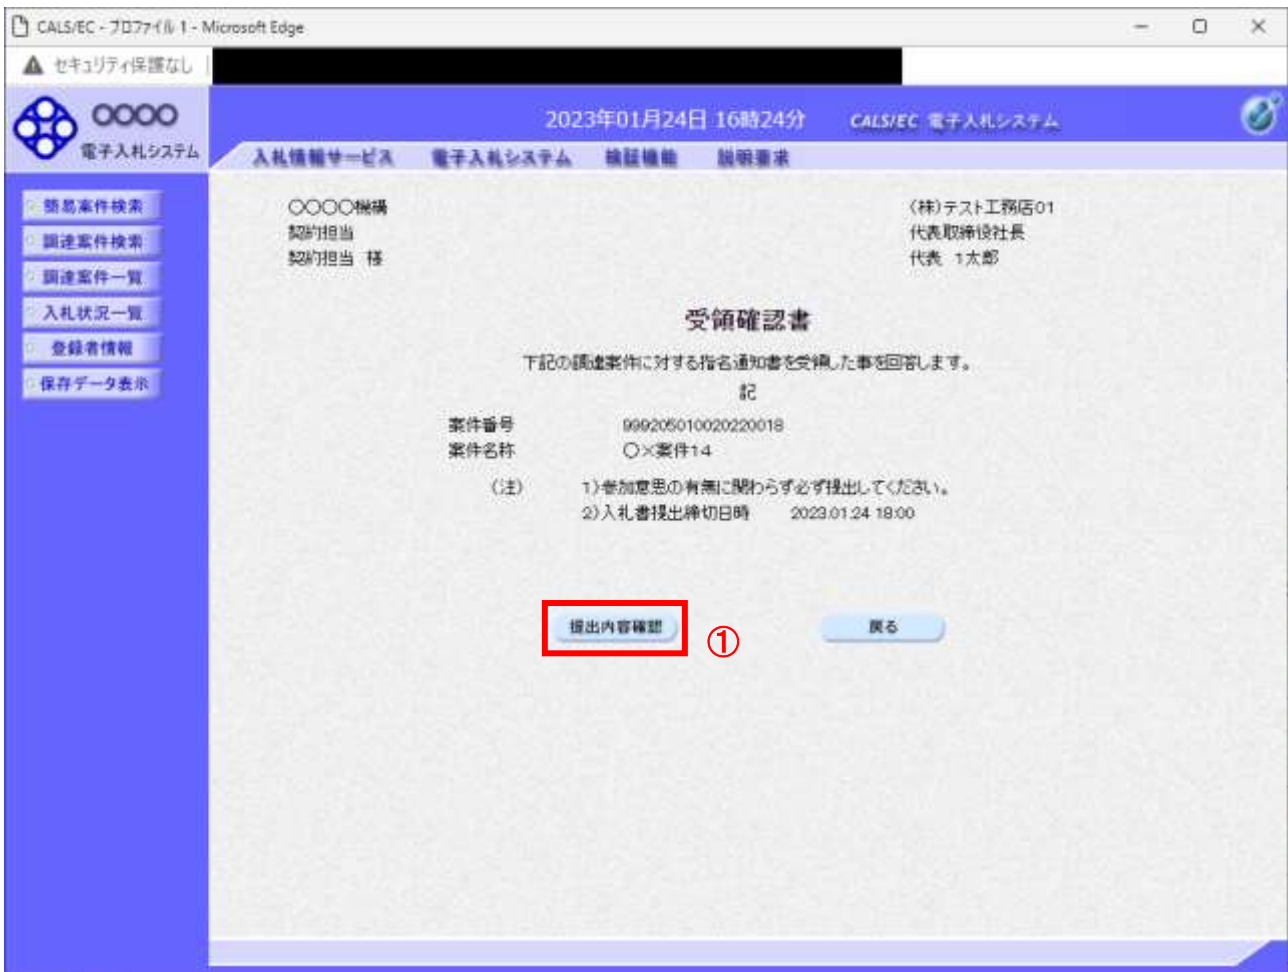 CALS/EC - プロファイル 1 - Microsoft Edge
セキュリティ保護なし
〇〇〇〇
電子入札システム
2023年01月24日 16時24分
CALS/EC 電子入札システム
入札情報サービス 電子入札システム 検証機能 説明要求
簡易案件検索
調達案件検索
調達案件一覧
入札状況一覧
登録者情報
保存データ表示
〇〇〇〇機構
契約担当
契約担当 様
(株)テスト工務店01
代表取締役社長
代表 1太郎
受領確認書
下記の調達案件に対する指名通知書を受領した事を回答します。
記
案件番号 999205010020220018
案件名称 〇×案件14
(注) 1)参加意思の有無に関わらず必ず提出してください。
2)入札書提出締切日時 2023.01.24 18:00
提出内容確認 ① 戻る